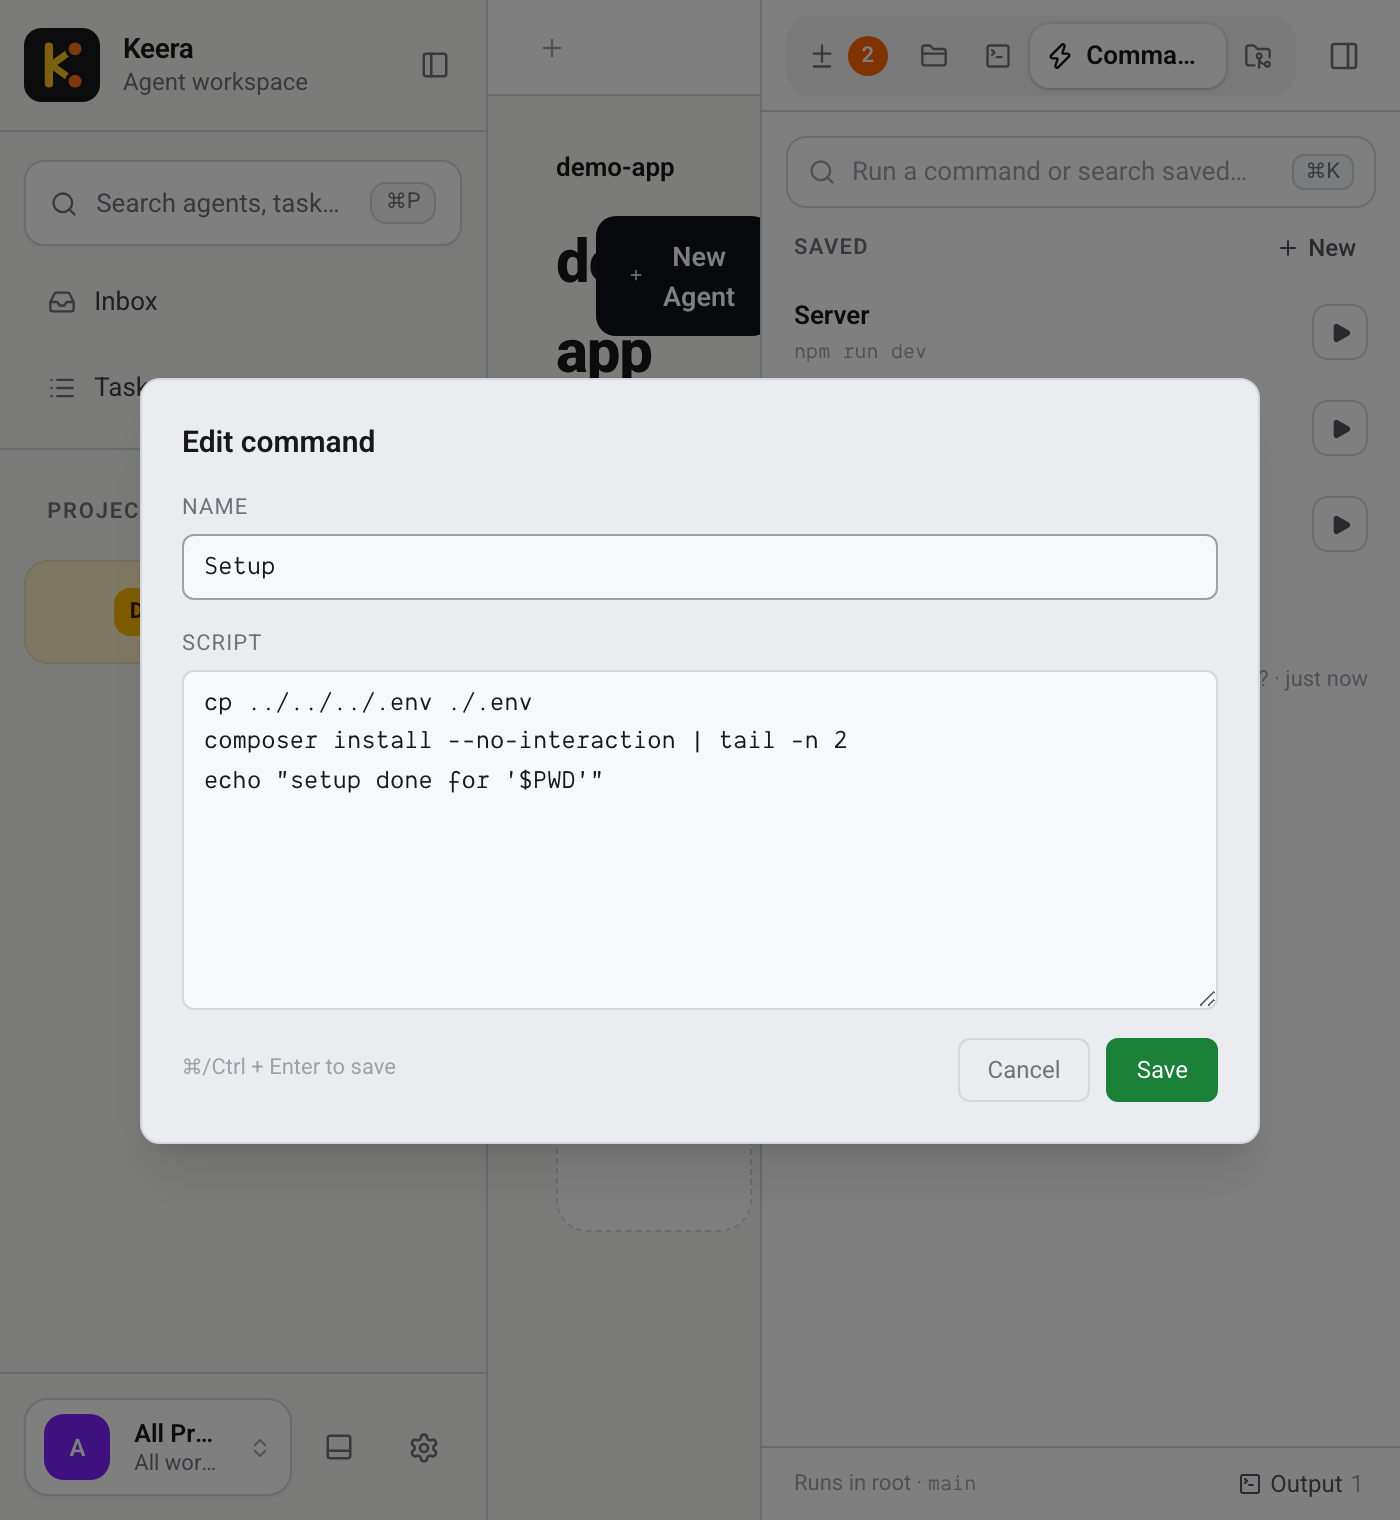 Keera
Agent workspace
Search agents, task...
⌘P
Inbox
Task
PROJEC
D
A
All Pr...
All wor...
demo-app
de
app
+ New
Agent
2
Comma...
Run a command or search saved...
⌘K
SAVED
+ New
Server
npm run dev
? · just now
Edit command
NAME
Setup
SCRIPT
cp ../../../.env ./.env
composer install --no-interaction | tail -n 2
echo "setup done for '$PWD'"
⌘/Ctrl + Enter to save
Cancel
Save
Runs in root · main
Output 1